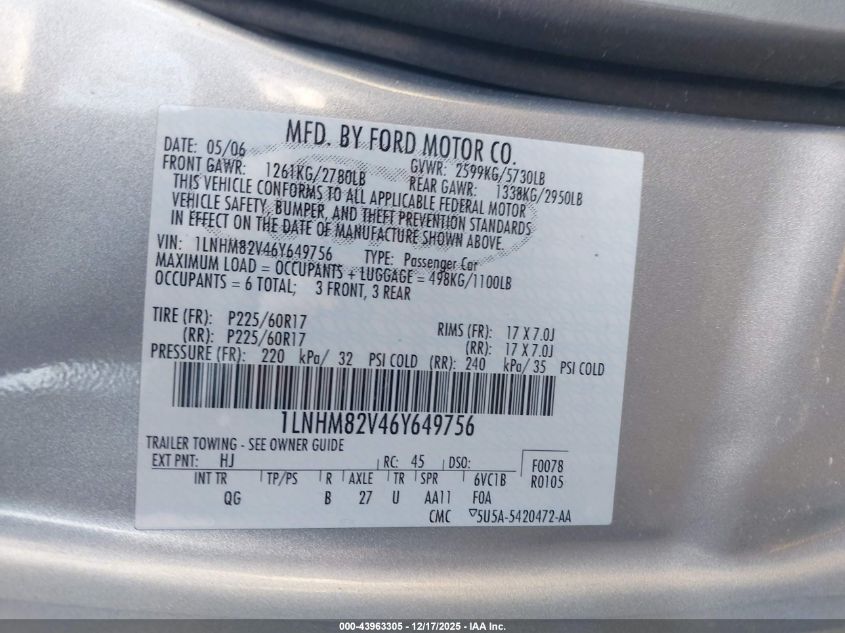 MFD. BY FORD MOTOR CO.
DATE: 05/06 GVWR: 2599KG/5730LB
FRONT GAWR: 1261KG/2780LB REAR GAWR: 1338KG/2950LB
THIS VEHICLE CONFORMS TO ALL APPLICABLE FEDERAL MOTOR
VEHICLE SAFETY, BUMPER, AND THEFT PREVENTION STANDARDS
IN EFFECT ON THE DATE OF MANUFACTURE SHOWN ABOVE.
VIN: 1LNHM82V46Y649756 TYPE: Passenger Car
MAXIMUM LOAD = OCCUPANTS + LUGGAGE = 498KG/1100LB
OCCUPANTS = 6 TOTAL; 3 FRONT, 3 REAR
TIRE (FR): P225/60R17 RIMS (FR): 17 X 7.0J
(RR): P225/60R17 (RR): 17 X 7.0J
PRESSURE (FR): 220 kPa/ 32 PSI COLD (RR): 240 kPa/ 35 PSI COLD
1LNHM82V46Y649756
TRAILER TOWING - SEE OWNER GUIDE
EXT PNT: HJ RC: 45 DSO: F0078
INT TR TP/PS R AXLE TR SPR 6VC1B R0105
QG B 27 U AA11 FOA
CMC ▽5U5A-5420472-AA
000-43963305 - 12/17/2025 - IAA Inc.